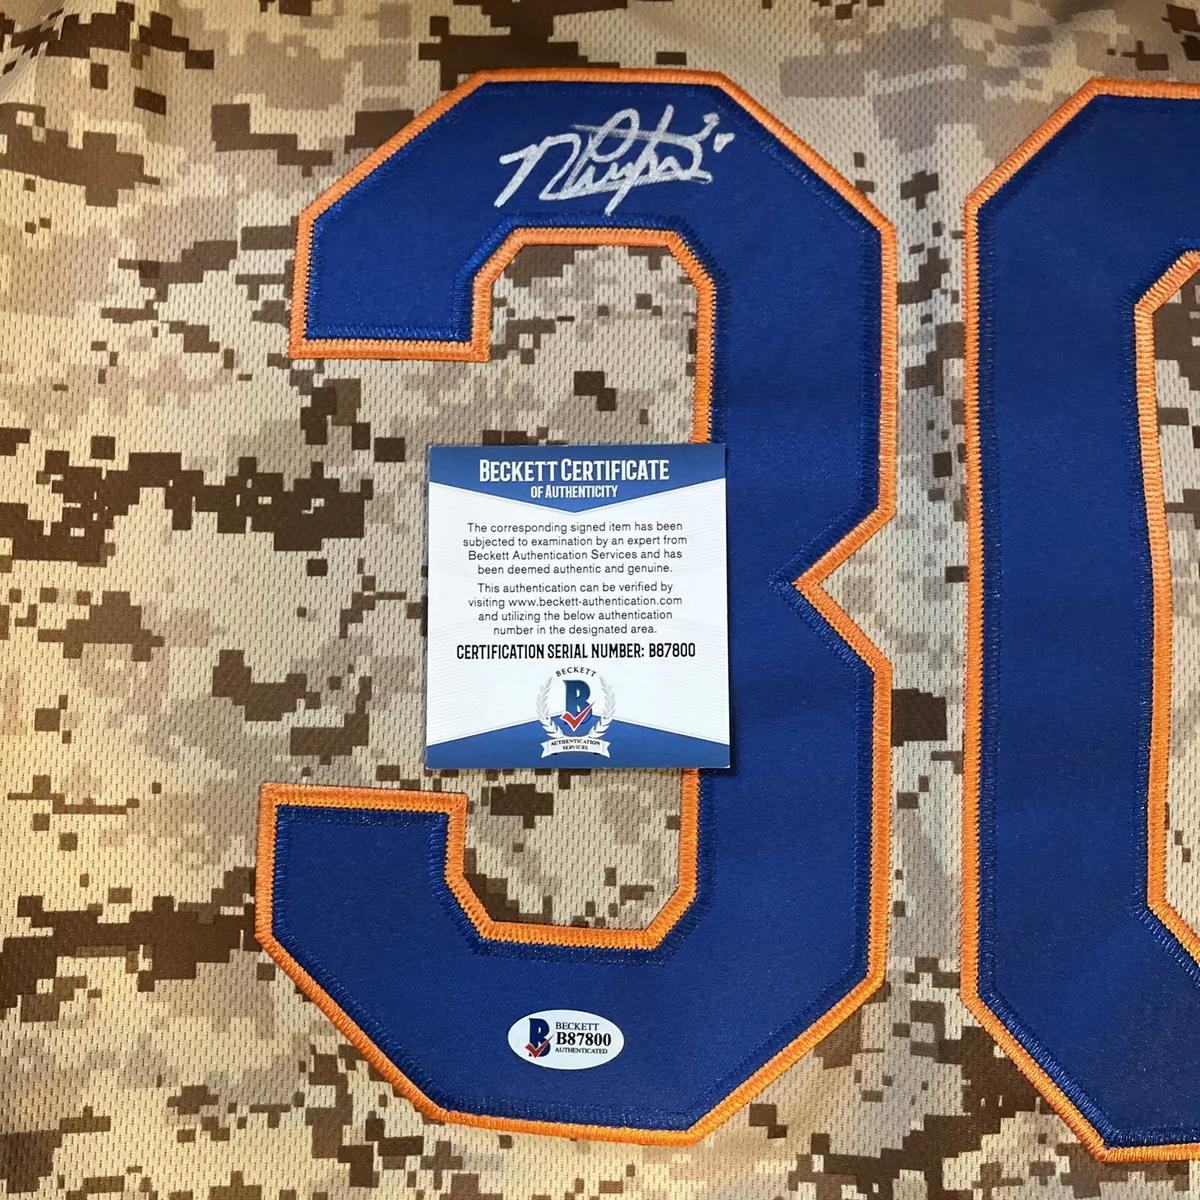 30
BECKETT CERTIFICATE
OF AUTHENTICITY
The corresponding signed item has been
subjected to examination by an expert from
Beckett Authentication Services and has
been deemed authentic and genuine.
This authentication can be verified by
visiting www.beckett-authentication.com
and utilizing the below authentication
number in the designated area.
CERTIFICATION SERIAL NUMBER: B87800
BECKETT
B
AUTHENTICATION
SERVICES
B
BECKETT
B87800
AUTHENTICATED